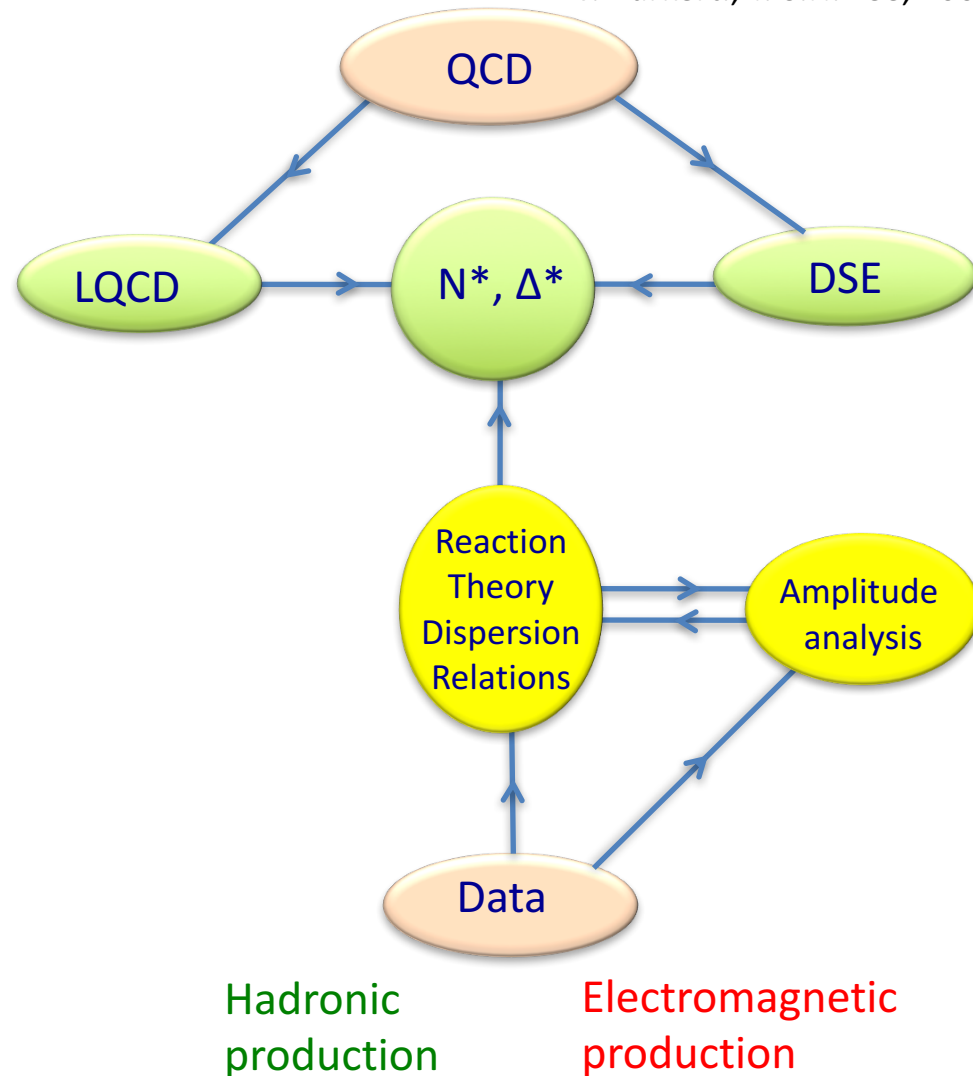 QCD
LQCD
N*, Δ*
DSE
Reaction
Theory
Dispersion
Relations
Amplitude
analysis
Data
Hadronic
production
Electromagnetic
production